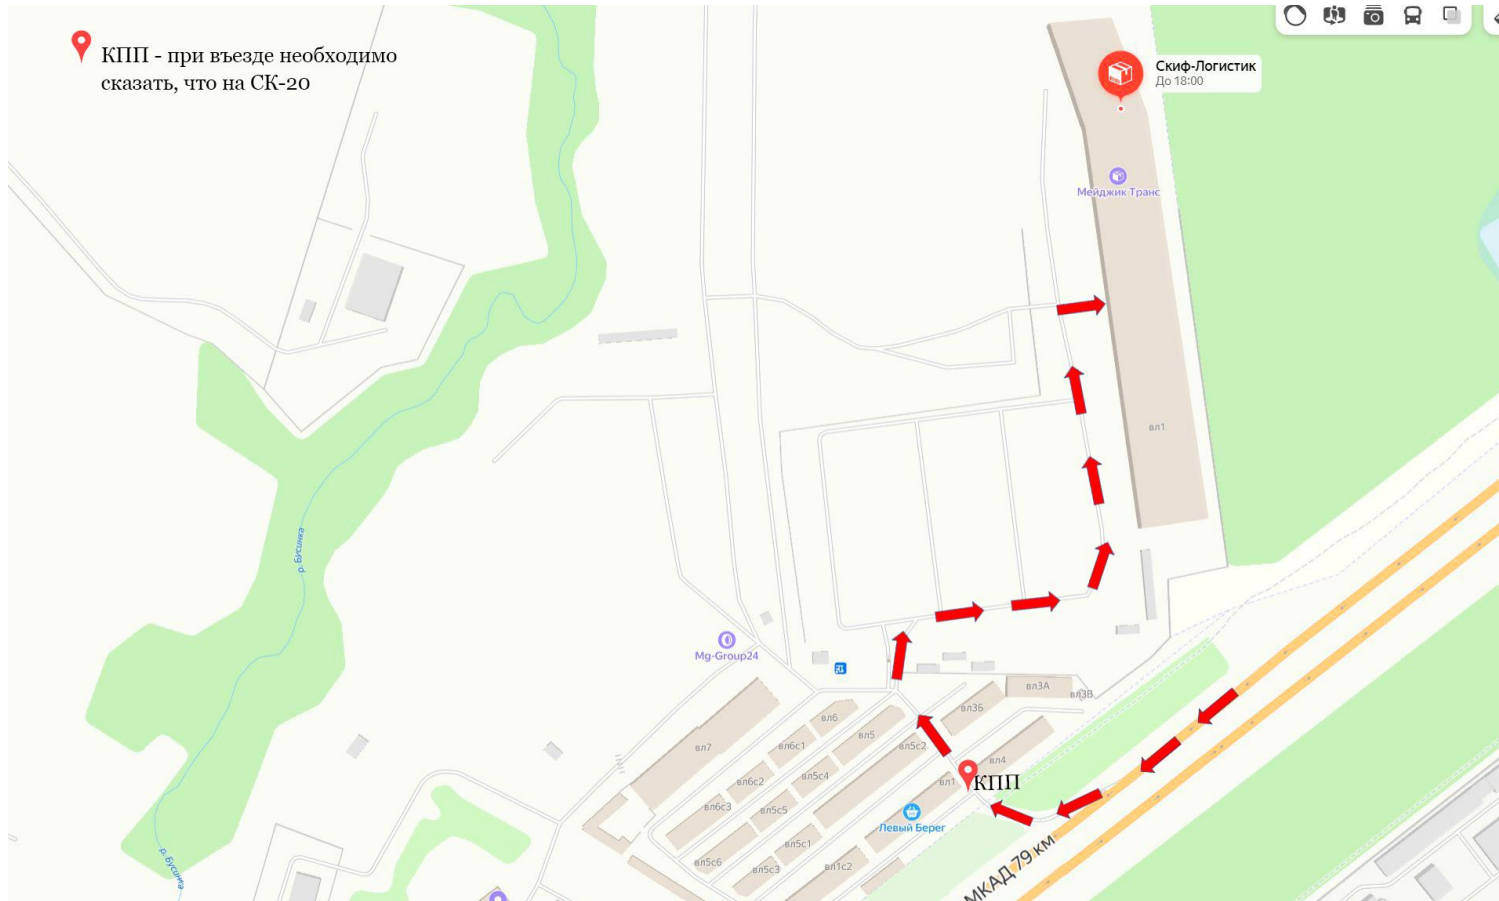 КПП - при въезде необходимо
сказать, что на СК-20
Скиф-Логистик
До 18:00
Мейджик Транс
вл1
р. Бусинка
Mg-Group24
вл3А
вл3В
вл3Б
вл6
вл5
вл7
вл6с1
вл5с2
вл4
вл6с2
вл5с4
вл1
КПП
вл6с3
вл5с5
Левый Берег
вл5с1
вл5с6
вл5с3
вл1с2
МКАД 79 км
р. Бусинка